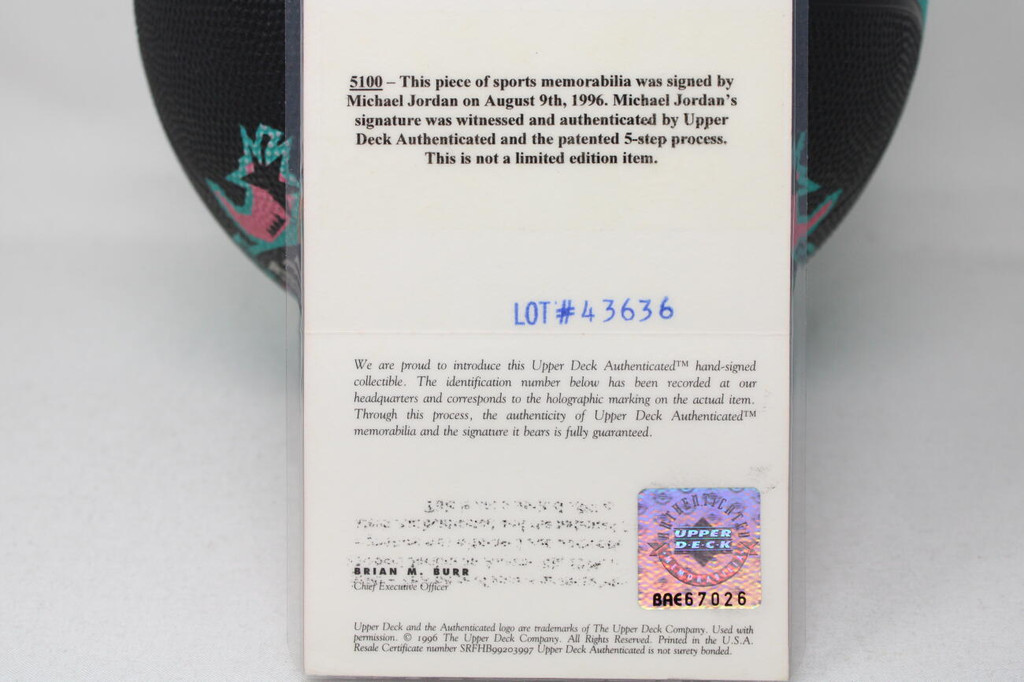 5100 – This piece of sports memorabilia was signed by
Michael Jordan on August 9th, 1996. Michael Jordan's
signature was witnessed and authenticated by Upper
Deck Authenticated and the patented 5-step process.
This is not a limited edition item.
LOT # 43636
We are proud to introduce this Upper Deck Authenticated™ hand-signed
collectible. The identification number below has been recorded at our
headquarters and corresponds to the holographic marking on the actual item.
Through this process, the authenticity of Upper Deck Authenticated™
memorabilia and the signature it bears is fully guaranteed.
AUTHENTICATED
UPPER
DECK
BRIAN M. BURR
Chief Executive Officer
BAE67026
Upper Deck and the Authenticated logo are trademarks of The Upper Deck Company. Used with
permission. © 1996 The Upper Deck Company. All Rights Reserved. Printed in the U.S.A.
Resale Certificate number SRFHB99203997 Upper Deck Authenticated is not surety bonded.